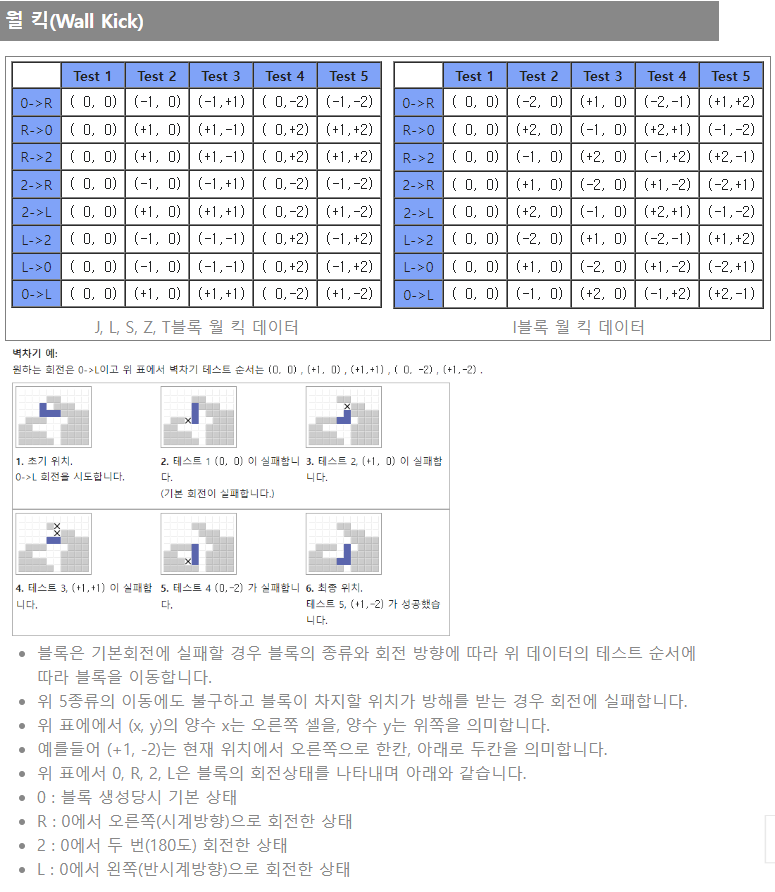 월 킥(Wall Kick)
Test 1 Test 2 Test 3 Test 4 Test 5
0->R ( 0, 0) (-1, 0) (-1,+1) ( 0,-2) (-1,-2)
R->0 ( 0, 0) (+1, 0) (+1,-1) ( 0,+2) (+1,+2)
R->2 ( 0, 0) (+1, 0) (+1,-1) ( 0,+2) (+1,+2)
2->R ( 0, 0) (-1, 0) (-1,+1) ( 0,-2) (-1,-2)
2->L ( 0, 0) (+1, 0) (+1,+1) ( 0,-2) (+1,-2)
L->2 ( 0, 0) (-1, 0) (-1,-1) ( 0,+2) (-1,+2)
L->0 ( 0, 0) (-1, 0) (-1,-1) ( 0,+2) (-1,+2)
0->L ( 0, 0) (+1, 0) (+1,+1) ( 0,-2) (+1,-2)
J, L, S, Z, T블록 월 킥 데이터
Test 1 Test 2 Test 3 Test 4 Test 5
0->R ( 0, 0) (-2, 0) (+1, 0) (-2,-1) (+1,+2)
R->0 ( 0, 0) (+2, 0) (-1, 0) (+2,+1) (-1,-2)
R->2 ( 0, 0) (-1, 0) (+2, 0) (-1,+2) (+2,-1)
2->R ( 0, 0) (+1, 0) (-2, 0) (+1,-2) (-2,+1)
2->L ( 0, 0) (+2, 0) (-1, 0) (+2,+1) (-1,-2)
L->2 ( 0, 0) (-2, 0) (+1, 0) (-2,-1) (+1,+2)
L->0 ( 0, 0) (+1, 0) (-2, 0) (+1,-2) (-2,+1)
0->L ( 0, 0) (-1, 0) (+2, 0) (-1,+2) (+2,-1)
I블록 월 킥 데이터
벽차기 예:
원하는 회전은 0->L이고 위 표에서 벽차기 테스트 순서는 (0, 0) , (+1, 0) , (+1,+1) , ( 0, -2) , (+1,-2) .
1. 초기 위치.
0->L 회전을 시도합니다.
2. 테스트 1 (0, 0) 이 실패합니
다.
(기본 회전이 실패합니다.)
3. 테스트 2, (+1, 0) 이 실패합
니다.
4. 테스트 3, (+1,+1) 이 실패합
니다.
5. 테스트 4 (0,-2) 가 실패합니
다.
6. 최종 위치.
테스트 5, (+1,-2) 가 성공했습
니다.
• 블록은 기본회전에 실패할 경우 블록의 종류와 회전 방향에 따라 위 데이터의 테스트 순서에
따라 블록을 이동합니다.
• 위 5종류의 이동에도 불구하고 블록이 차지할 위치가 방해를 받는 경우 회전에 실패합니다.
• 위 표에에서 (x, y)의 양수 x는 오른쪽 셀을, 양수 y는 위쪽을 의미합니다.
• 예를들어 (+1, -2)는 현재 위치에서 오른쪽으로 한칸, 아래로 두칸을 의미합니다.
• 위 표에서 0, R, 2, L은 블록의 회전상태를 나타내며 아래와 같습니다.
• 0 : 블록 생성당시 기본 상태
• R : 0에서 오른쪽(시계방향)으로 회전한 상태
• 2 : 0에서 두 번(180도) 회전한 상태
• L : 0에서 왼쪽(반시계방향)으로 회전한 상태